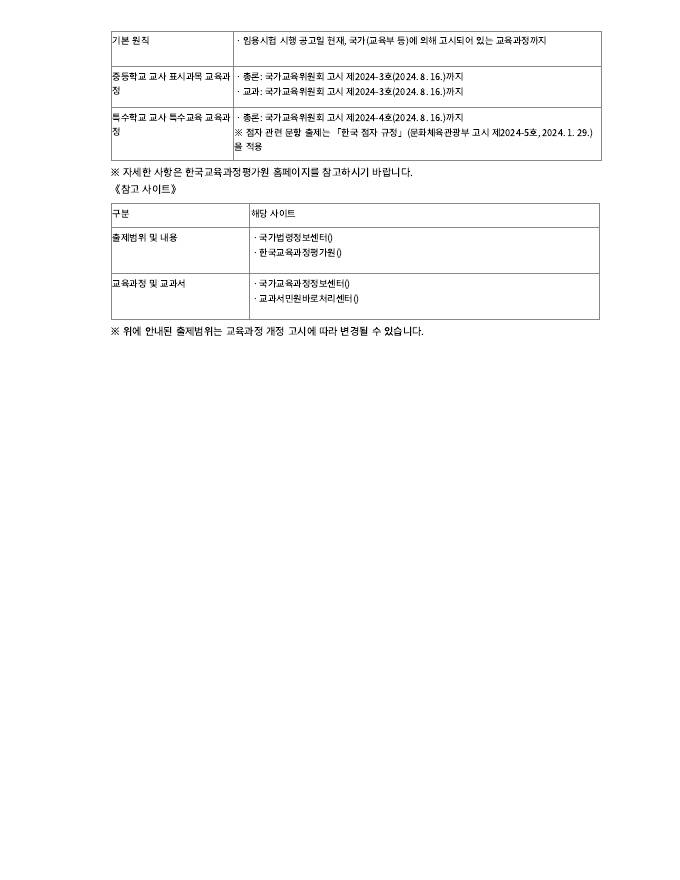 기본 원칙
· 임용시험 시행 공고일 현재, 국가(교육부 등)에 의해 고시되어 있는 교육과정까지
중등학교 교사 표시과목 교육과
정
· 총론: 국가교육위원회 고시 제2024-3호(2024. 8. 16.)까지
· 교과: 국가교육위원회 고시 제2024-3호(2024. 8. 16.)까지
특수학교 교사 특수교육 교육과
정
· 총론: 국가교육위원회 고시 제2024-4호(2024. 8. 16.)까지
※ 점자 관련 문항 출제는 「한국 점자 규정」(문화체육관광부 고시 제2024-5호, 2024. 1. 29.)
을 적용
※ 자세한 사항은 한국교육과정평가원 홈페이지를 참고하시기 바랍니다.
《참고 사이트》
구분
해당 사이트
출제범위 및 내용
· 국가법령정보센터()
· 한국교육과정평가원()
교육과정 및 교과서
· 국가교육과정정보센터()
· 교과서민원바로처리센터()
※ 위에 안내된 출제범위는 교육과정 개정 고시에 따라 변경될 수 있습니다.